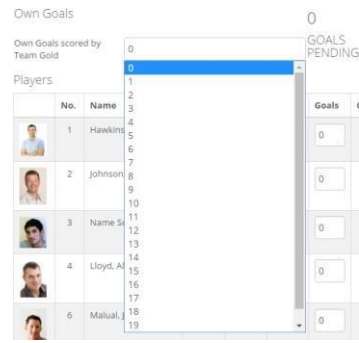 Own Goals
0
GOALS
PENDING
Own Goals scored by
Team Gold
0
Players
0
1
2
3
4
5
6
7
8
9
10
11
12
13
14
15
16
17
18
19
No. Name Goals
1 Hawkins 0
2 Johnson 0
3 Name 0
4 Lloyd, 0
6 Malual, 0